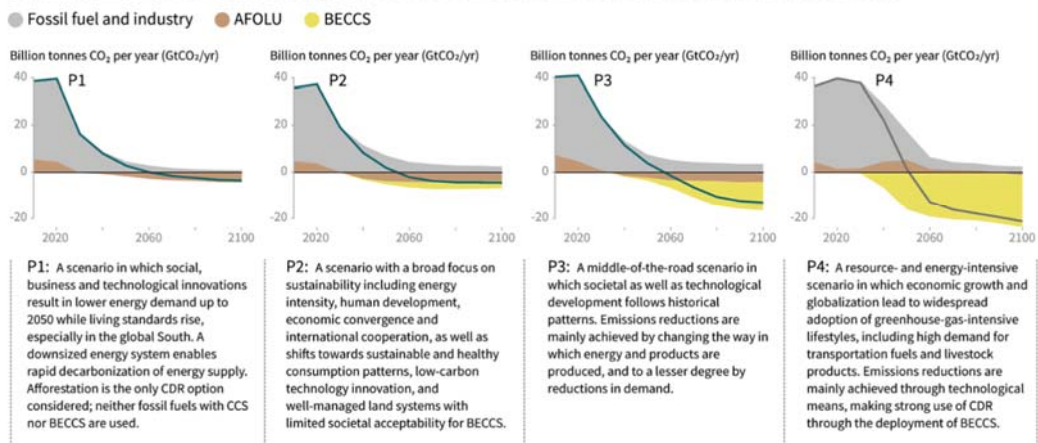 Fossil fuel and industry AFOLU BECCS
Billion tonnes CO₂ per year (GtCO₂/yr)
P1
40
20
0
-20
2020 2060 2100
Billion tonnes CO₂ per year (GtCO₂/yr)
P2
40
20
0
-20
2020 2060 2100
Billion tonnes CO₂ per year (GtCO₂/yr)
P3
40
20
0
-20
2020 2060 2100
Billion tonnes CO₂ per year (GtCO₂/yr)
P4
40
20
0
-20
2020 2060 2100
P1: A scenario in which social,
business and technological innovations
result in lower energy demand up to
2050 while living standards rise,
especially in the global South. A
downsized energy system enables
rapid decarbonization of energy supply.
Afforestation is the only CDR option
considered; neither fossil fuels with CCS
nor BECCS are used.
P2: A scenario with a broad focus on
sustainability including energy
intensity, human development,
economic convergence and
international cooperation, as well as
shifts towards sustainable and healthy
consumption patterns, low-carbon
technology innovation, and
well-managed land systems with
limited societal acceptability for BECCS.
P3: A middle-of-the-road scenario in
which societal as well as technological
development follows historical
patterns. Emissions reductions are
mainly achieved by changing the way in
which energy and products are
produced, and to a lesser degree by
reductions in demand.
P4: A resource- and energy-intensive
scenario in which economic growth and
globalization lead to widespread
adoption of greenhouse-gas-intensive
lifestyles, including high demand for
transportation fuels and livestock
products. Emissions reductions are
mainly achieved through technological
means, making strong use of CDR
through the deployment of BECCS.